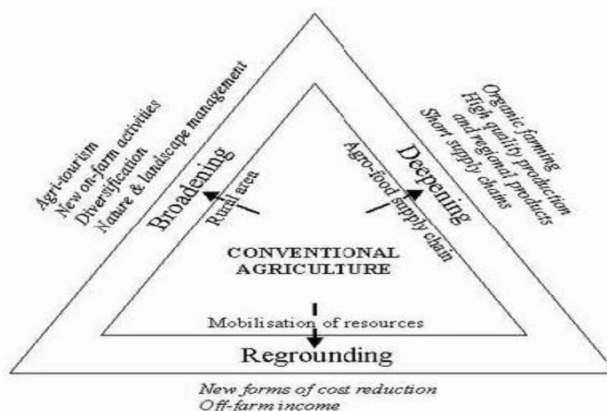 Agri-tourism
New on-farm activities
Diversification
Nature & landscape management
Broadening
Rural area
Organic farming
High quality production
and regional products
Short supply chains
Deepening
Agro-food supply chain
CONVENTIONAL
AGRICULTURE
Mobilisation of resources
Regrounding
New forms of cost reduction
Off-farm income